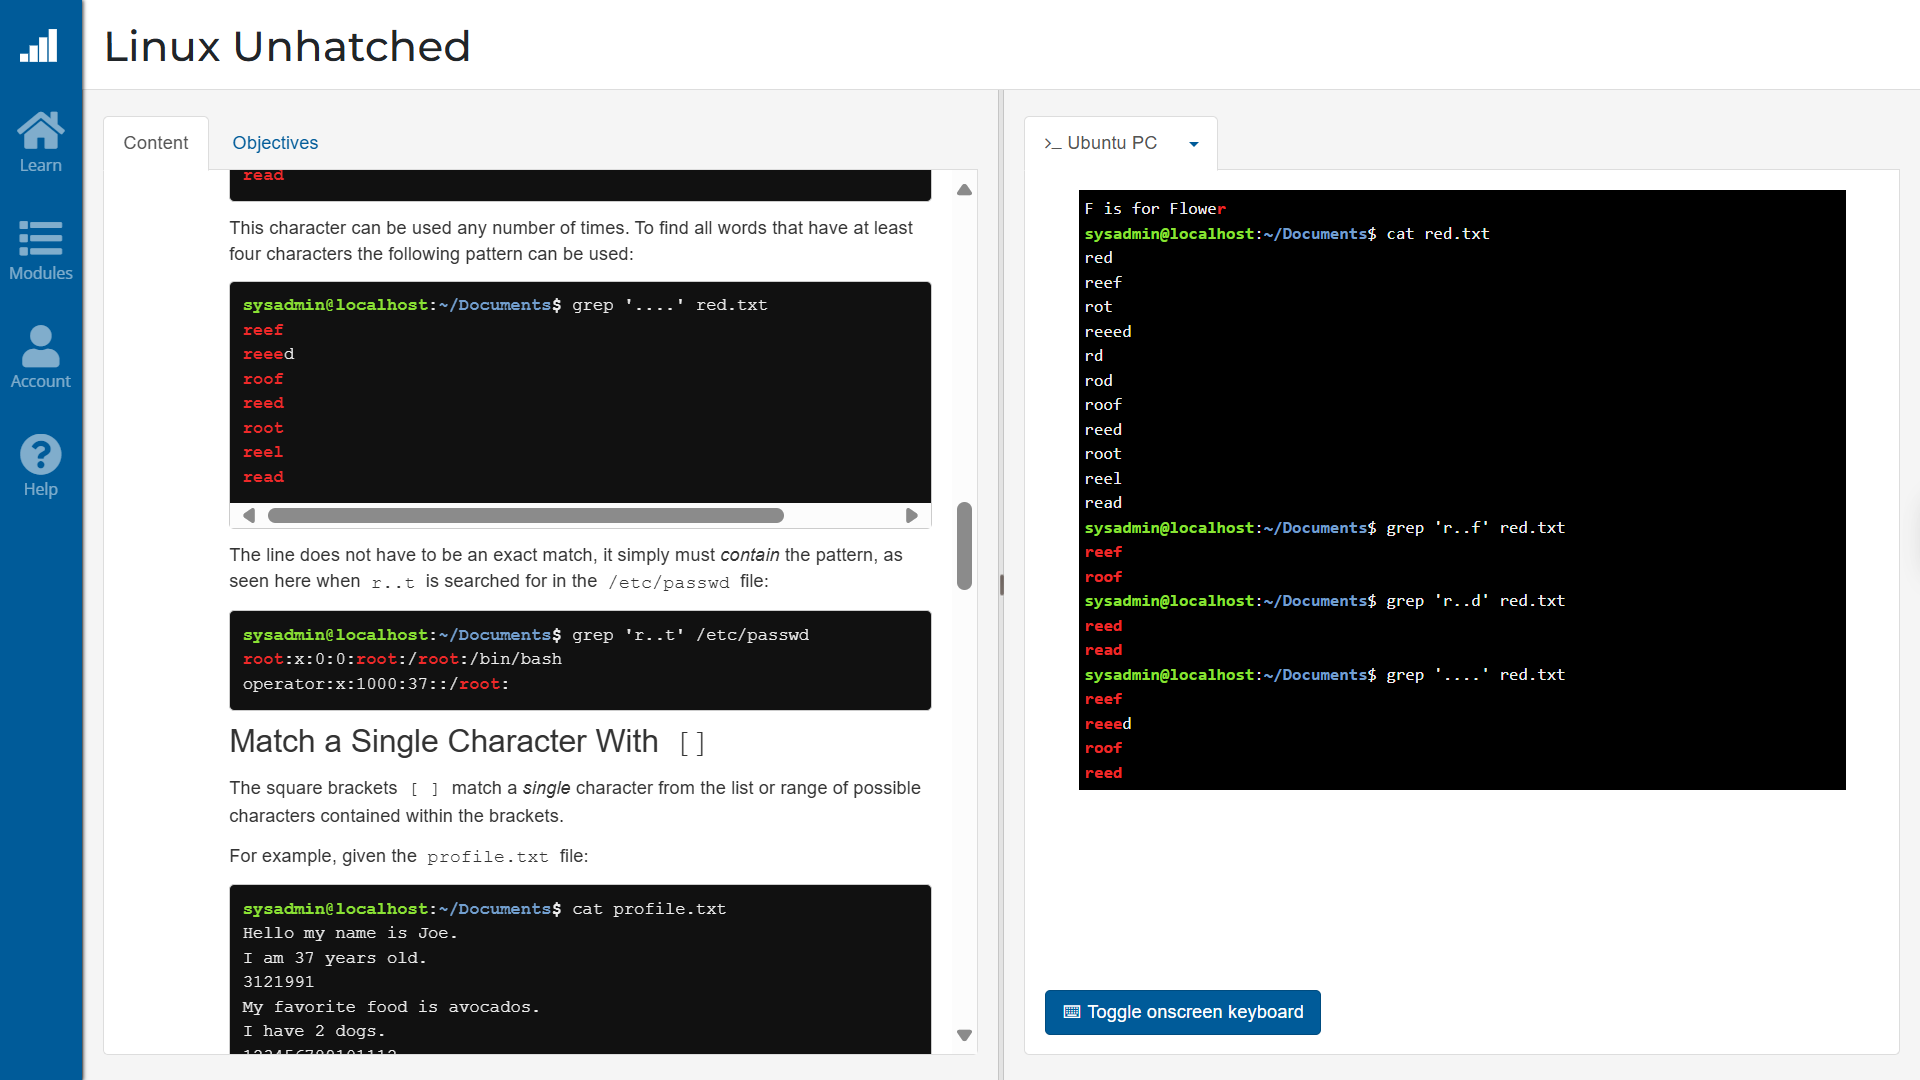 Linux Unhatched
Learn
Modules
Account
Help
Content
Objectives
read
This character can be used any number of times. To find all words that have at least
four characters the following pattern can be used:
sysadmin@localhost:~/Documents$ grep '....' red.txt
reef
reeed
roof
reed
root
reel
read
The line does not have to be an exact match, it simply must contain the pattern, as
seen here when r..t is searched for in the /etc/passwd file:
sysadmin@localhost:~/Documents$ grep 'r..t' /etc/passwd
root:x:0:0:root:/root:/bin/bash
operator:x:1000:37::/root:
Match a Single Character With []
The square brackets [ ] match a single character from the list or range of possible
characters contained within the brackets.
For example, given the profile.txt file:
sysadmin@localhost:~/Documents$ cat profile.txt
Hello my name is Joe.
I am 37 years old.
3121991
My favorite food is avocados.
I have 2 dogs.
>_ Ubuntu PC
F is for Flower
sysadmin@localhost:~/Documents$ cat red.txt
red
reef
rot
reeed
rd
rod
roof
reed
root
reel
read
sysadmin@localhost:~/Documents$ grep 'r..f' red.txt
reef
roof
sysadmin@localhost:~/Documents$ grep 'r..d' red.txt
reed
read
sysadmin@localhost:~/Documents$ grep '....' red.txt
reef
reeed
roof
reed
Toggle onscreen keyboard